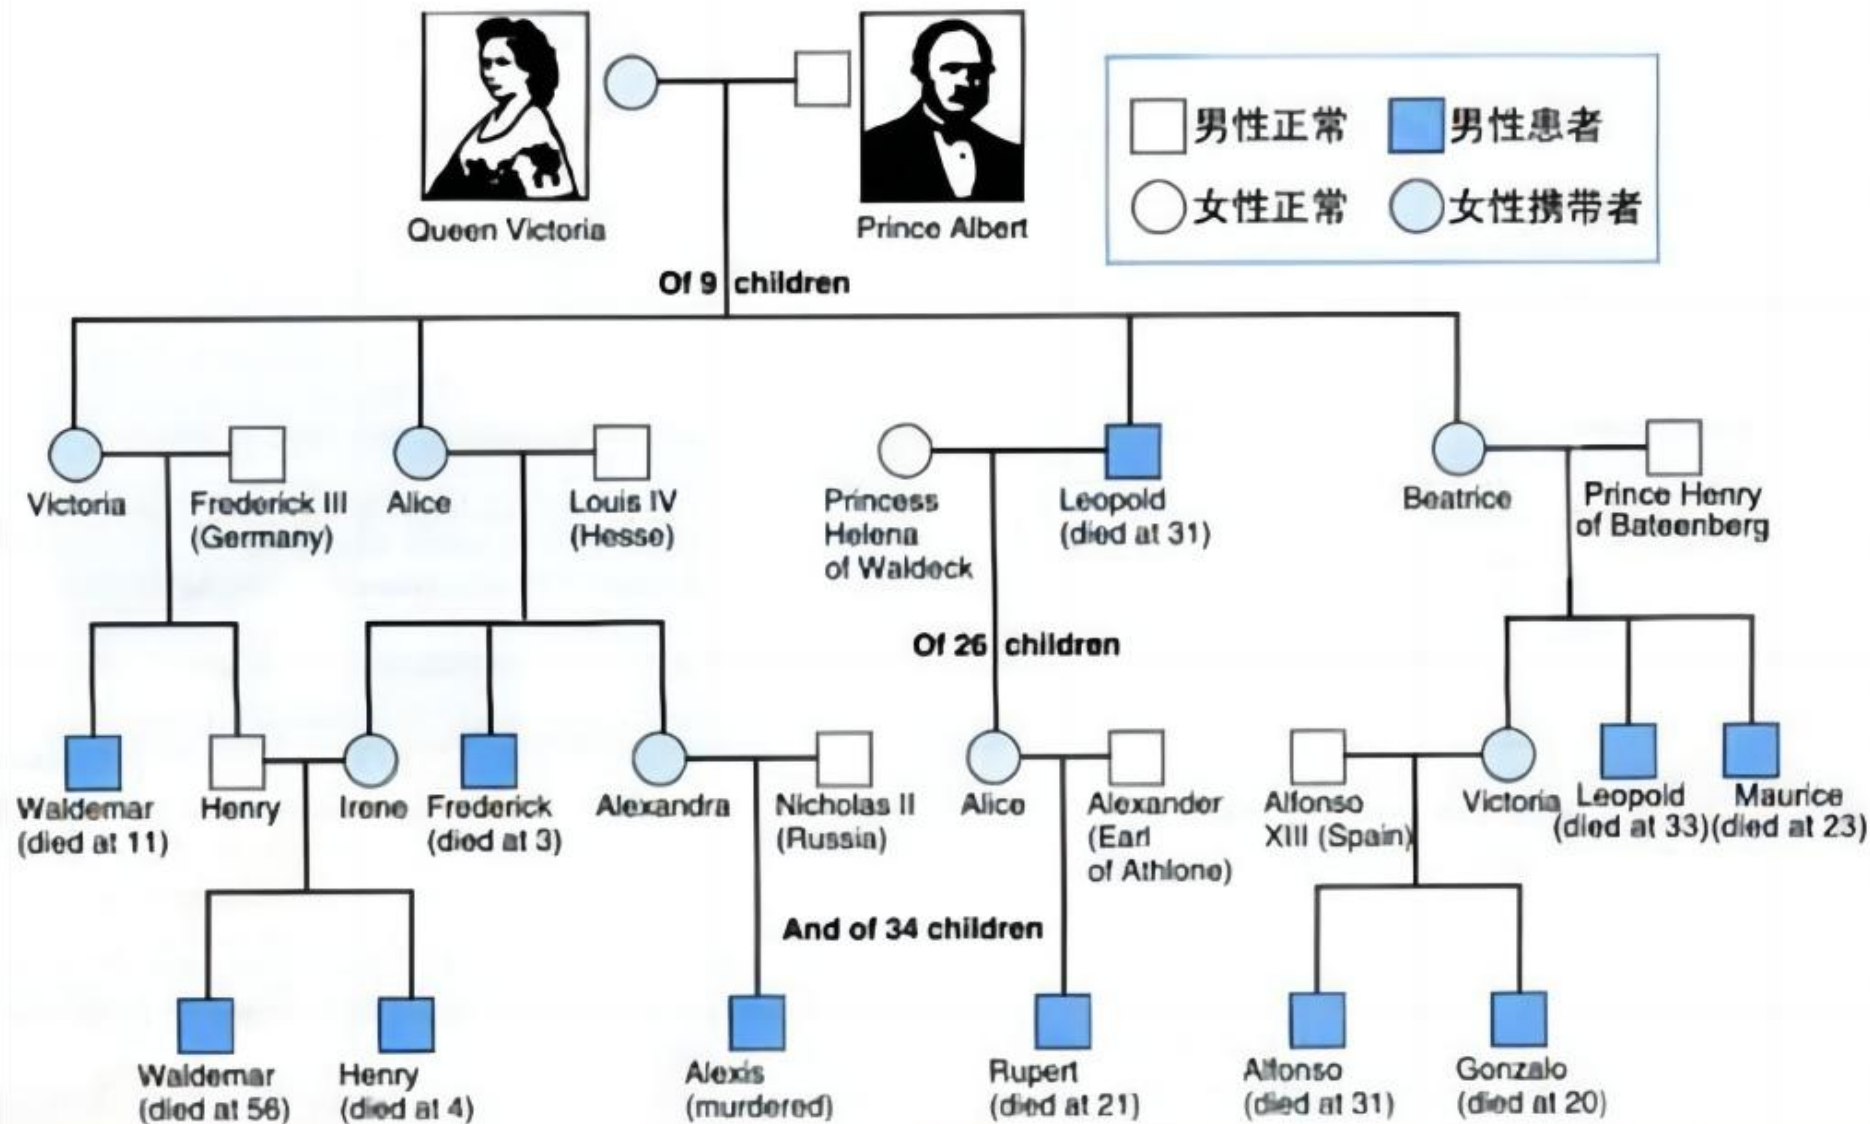 Queen Victoria
Prince Albert
男性正常
男性患者
女性正常
女性携带者
Of 9 children
Victoria
Frederick III
(Germany)
Alice
Louis IV
(Hesse)
Princess
Helena
of Waldeck
Leopold
(died at 31)
Beatrice
Prince Henry
of Bateenberg
Of 26 children
Waldemar
(died at 11)
Henry
Irene
Frederick
(died at 3)
Alexandra
Nicholas II
(Russia)
Alice
Alexander
(Earl
of Athlone)
Alfonso
XIII (Spain)
Victoria
Leopold
(died at 33)
Maurice
(died at 23)
And of 34 children
Waldemar
(died at 56)
Henry
(died at 4)
Alexis
(murdered)
Rupert
(died at 21)
Alfonso
(died at 31)
Gonzalo
(died at 20)